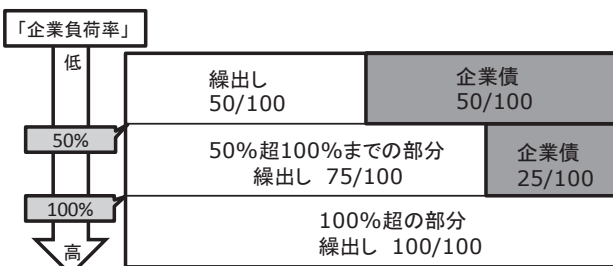 「企業負荷率」
低
繰出し
50/100
企業債
50/100
50%
50%超100%までの部分
繰出し 75/100
企業債
25/100
100%
100%超の部分
繰出し 100/100
高